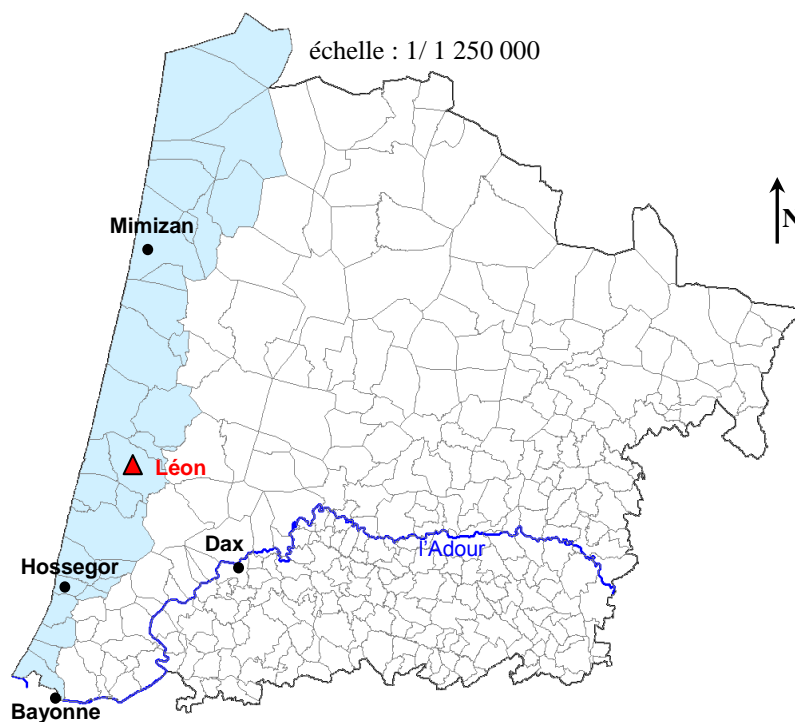 échelle : 1/ 1 250 000
N
Mimizan
Léon
Dax
l'Adour
Hossegor
Bayonne